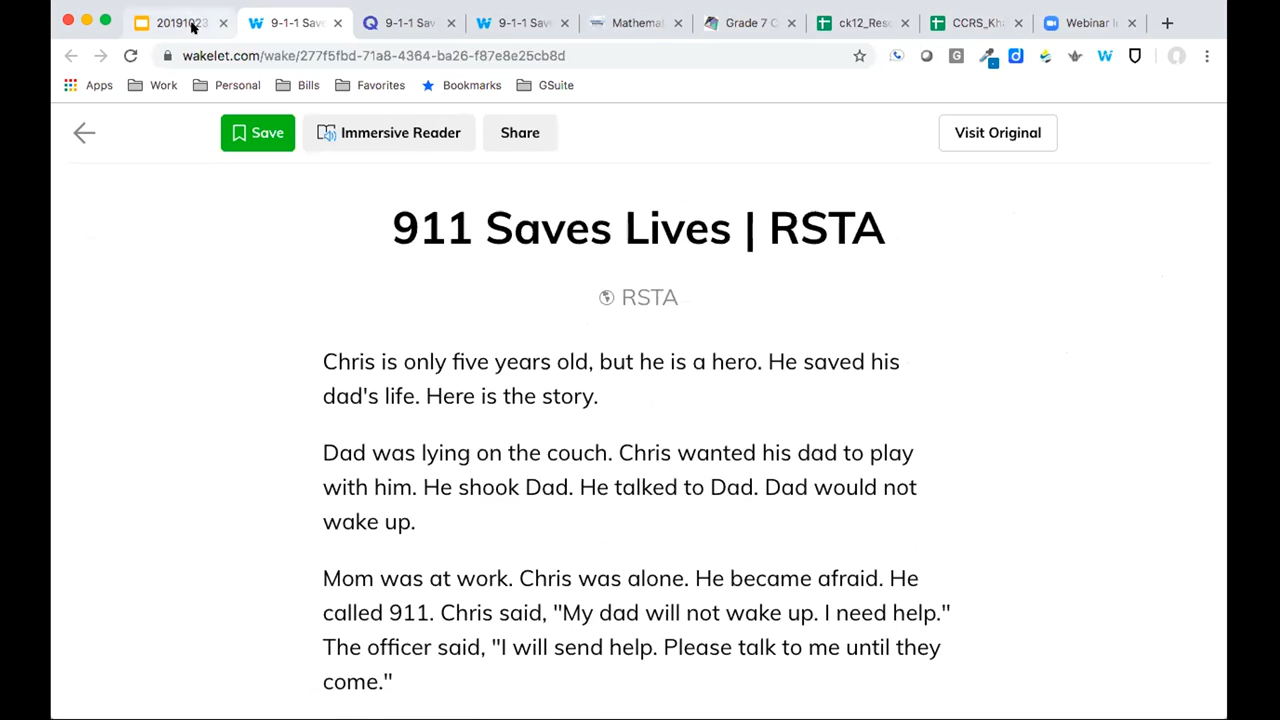 20191023
9-1-1 Save
9-1-1 Sav
9-1-1 Save
Mathemat
Grade 7 C
ck12_Reso
CCRS_Kha
Webinar In
wakelet.com/wake/277f5fbd-71a8-4364-ba26-f87e8e25cb8d
Apps Work Personal Bills Favorites Bookmarks GSuite
Save Immersive Reader Share Visit Original
911 Saves Lives | RSTA
RSTA
Chris is only five years old, but he is a hero. He saved his
dad's life. Here is the story.
Dad was lying on the couch. Chris wanted his dad to play
with him. He shook Dad. He talked to Dad. Dad would not
wake up.
Mom was at work. Chris was alone. He became afraid. He
called 911. Chris said, "My dad will not wake up. I need help."
The officer said, "I will send help. Please talk to me until they
come."